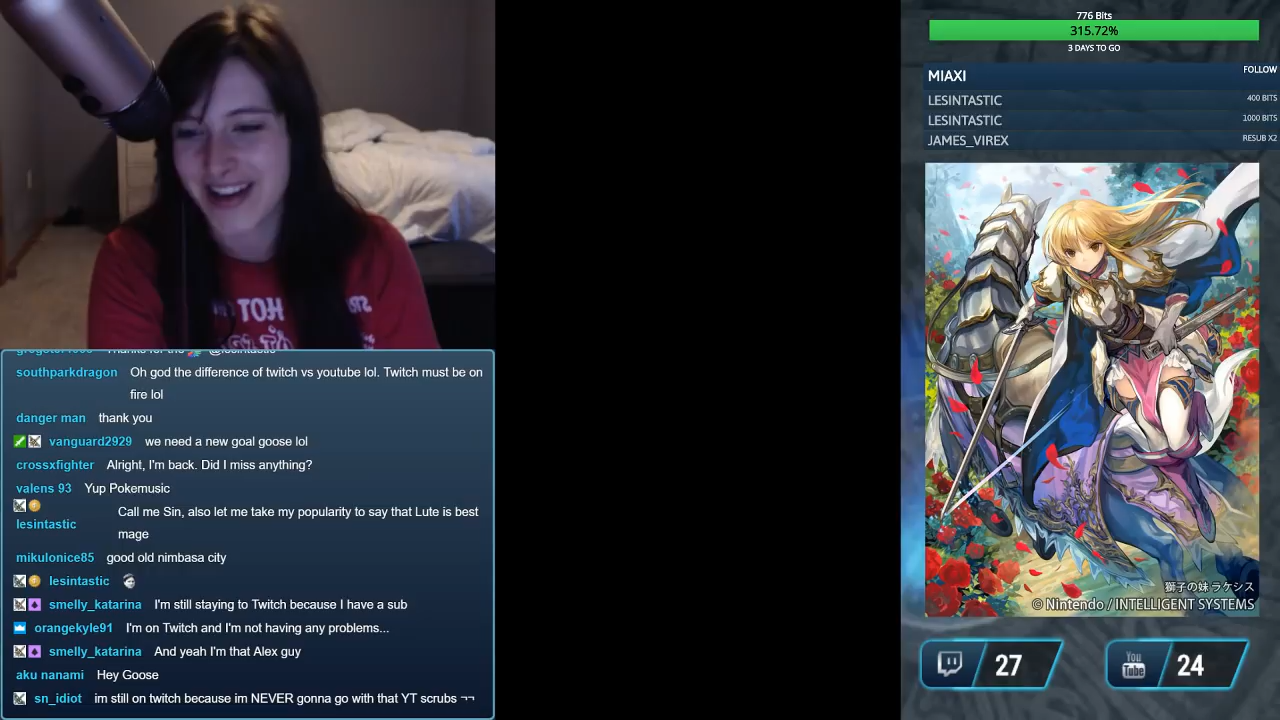 776 Bits
315.72%
3 DAYS TO GO
MIAXI FOLLOW
LESINTASTIC 400 BITS
LESINTASTIC 1000 BITS
JAMES_VIREX RESUB X2
HOT
southparkdragon Oh god the difference of twitch vs youtube lol. Twitch must be on
fire lol
danger man thank you
vanguard2929 we need a new goal goose lol
crossxfighter Alright, I'm back. Did I miss anything?
valens 93 Yup Pokemusic
lesintastic Call me Sin, also let me take my popularity to say that Lute is best
mage
mikulonice85 good old nimbasa city
lesintastic
smelly_katarina I'm still staying to Twitch because I have a sub
orangekyle91 I'm on Twitch and I'm not having any problems...
smelly_katarina And yeah I'm that Alex guy
aku nanami Hey Goose
sn_idiot im still on twitch because im NEVER gonna go with that YT scrubs ¬¬
獅子の妹 ラケシス
© Nintendo / INTELLIGENT SYSTEMS
27
You Tube 24